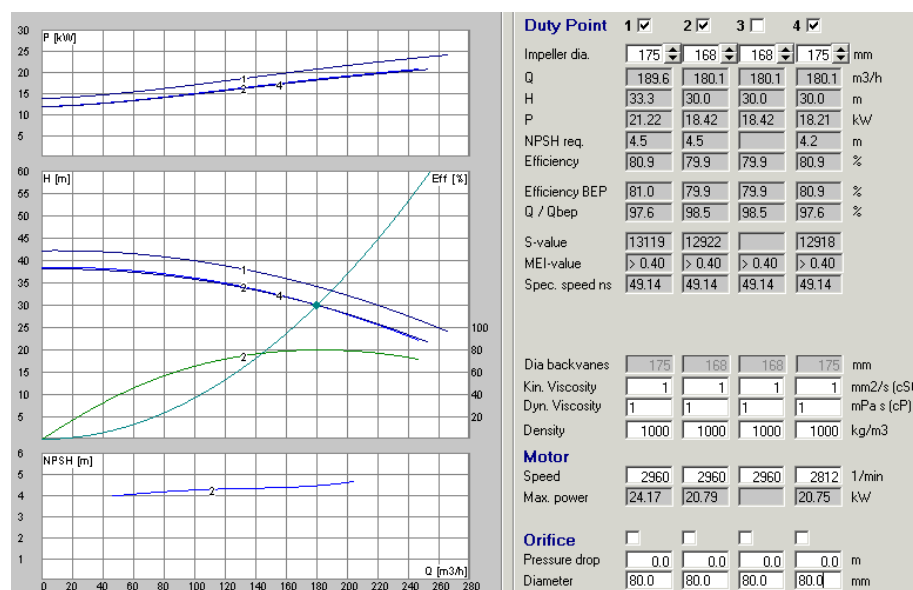 P [kW]
30
25
20
15
10
5
1
2
4
H [m]
Eff [%]
60
55
50
45
40
35
30
25
20
15
10
5
100
80
60
40
20
1
2
4
2
NPSH [m]
6
5
4
3
2
1
2
Q [m3/h]
0 20 40 60 80 100 120 140 160 180 200 220 240 260 280
Duty Point 1 2 3 4
Impeller dia. 175 168 168 175 mm
Q 189.6 180.1 180.1 180.1 m3/h
H 33.3 30.0 30.0 30.0 m
P 21.22 18.42 18.42 18.21 kW
NPSH req. 4.5 4.5 4.2 m
Efficiency 80.9 79.9 79.9 80.9 %
Efficiency BEP 81.0 79.9 79.9 80.9 %
Q / Qbep 97.6 98.5 98.5 97.6 %
S-value 13119 12922 12918
MEI-value > 0.40 > 0.40 > 0.40 > 0.40
Spec. speed ns 49.14 49.14 49.14 49.14
Dia backvanes 175 168 168 175 mm
Kin. Viscosity 1 1 1 1 mm2/s (cS
Dyn. Viscosity 1 1 1 1 mPa s (cP)
Density 1000 1000 1000 1000 kg/m3
Motor
Speed 2960 2960 2960 2812 1/min
Max. power 24.17 20.79 20.75 kW
Orifice
Pressure drop 0.0 0.0 0.0 0.0 m
Diameter 80.0 80.0 80.0 80.0 mm